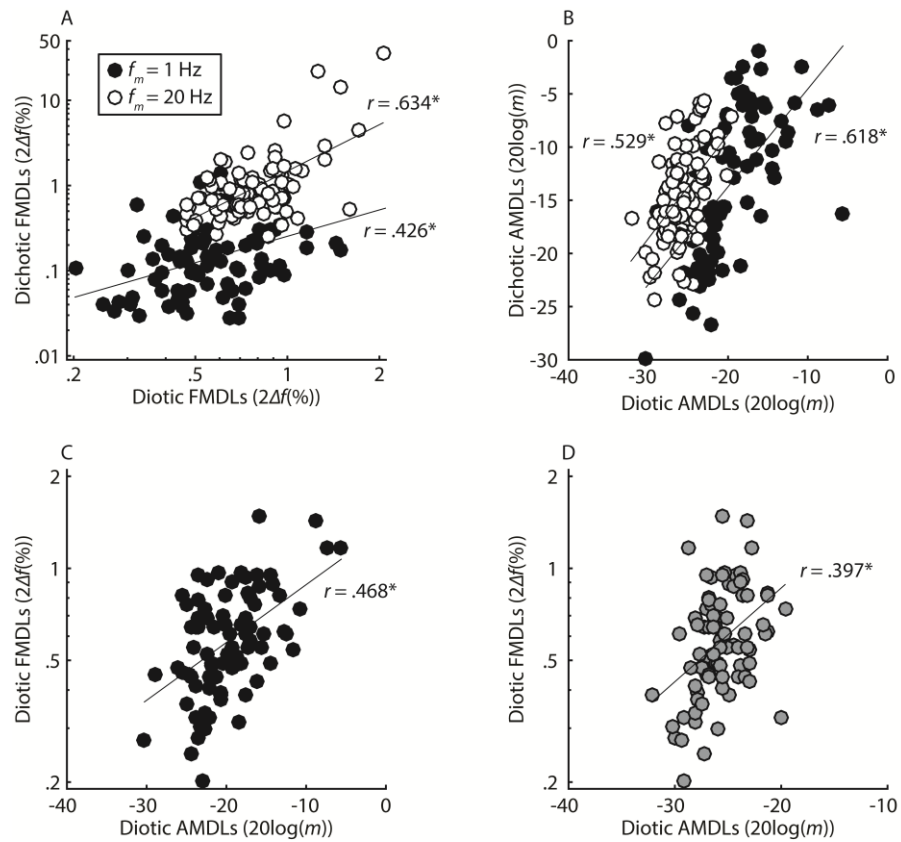 A
50
10
1
.1
.01
.2
.5
1
2
Dichotic FMDLs (2Δf(%))
Diotic FMDLs (2Δf(%))
fm = 1 Hz
fm = 20 Hz
r = .634*
r = .426*
B
0
-5
-10
-15
-20
-25
-30
-40
-30
-20
-10
0
Dichotic AMDLs (20log(m))
Diotic AMDLs (20log(m))
r = .529*
r = .618*
C
2
1
.5
.2
-40
-30
-20
-10
0
Diotic FMDLs (2Δf(%))
Diotic AMDLs (20log(m))
r = .468*
D
2
1
.5
.2
-40
-30
-20
-10
Diotic FMDLs (2Δf(%))
Diotic AMDLs (20log(m))
r = .397*